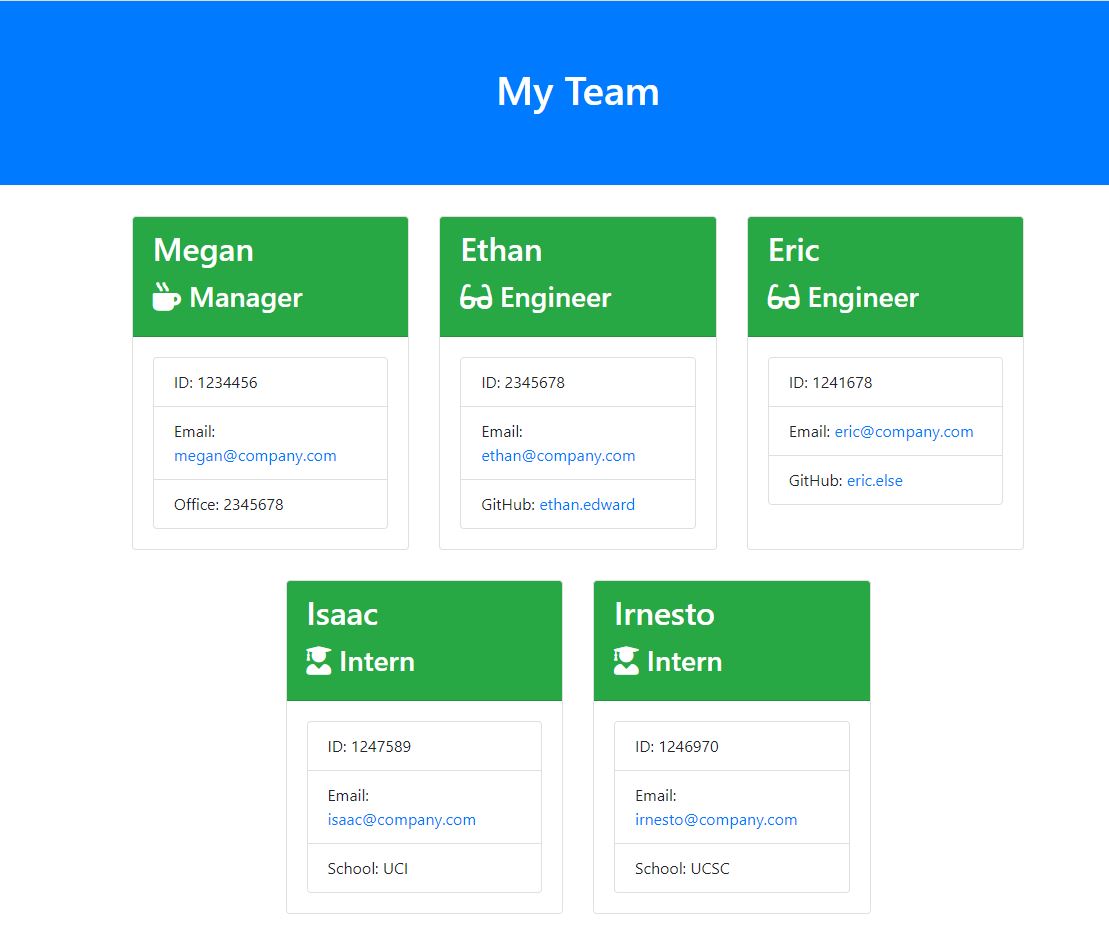 My Team
Megan
Manager
ID: 1234456
Email:
megan@company.com
Office: 2345678
Ethan
Engineer
ID: 2345678
Email:
ethan@company.com
GitHub: ethan.edward
Eric
Engineer
ID: 1241678
Email: eric@company.com
GitHub: eric.else
Isaac
Intern
ID: 1247589
Email:
isaac@company.com
School: UCI
Irnesto
Intern
ID: 1246970
Email:
irnesto@company.com
School: UCSC